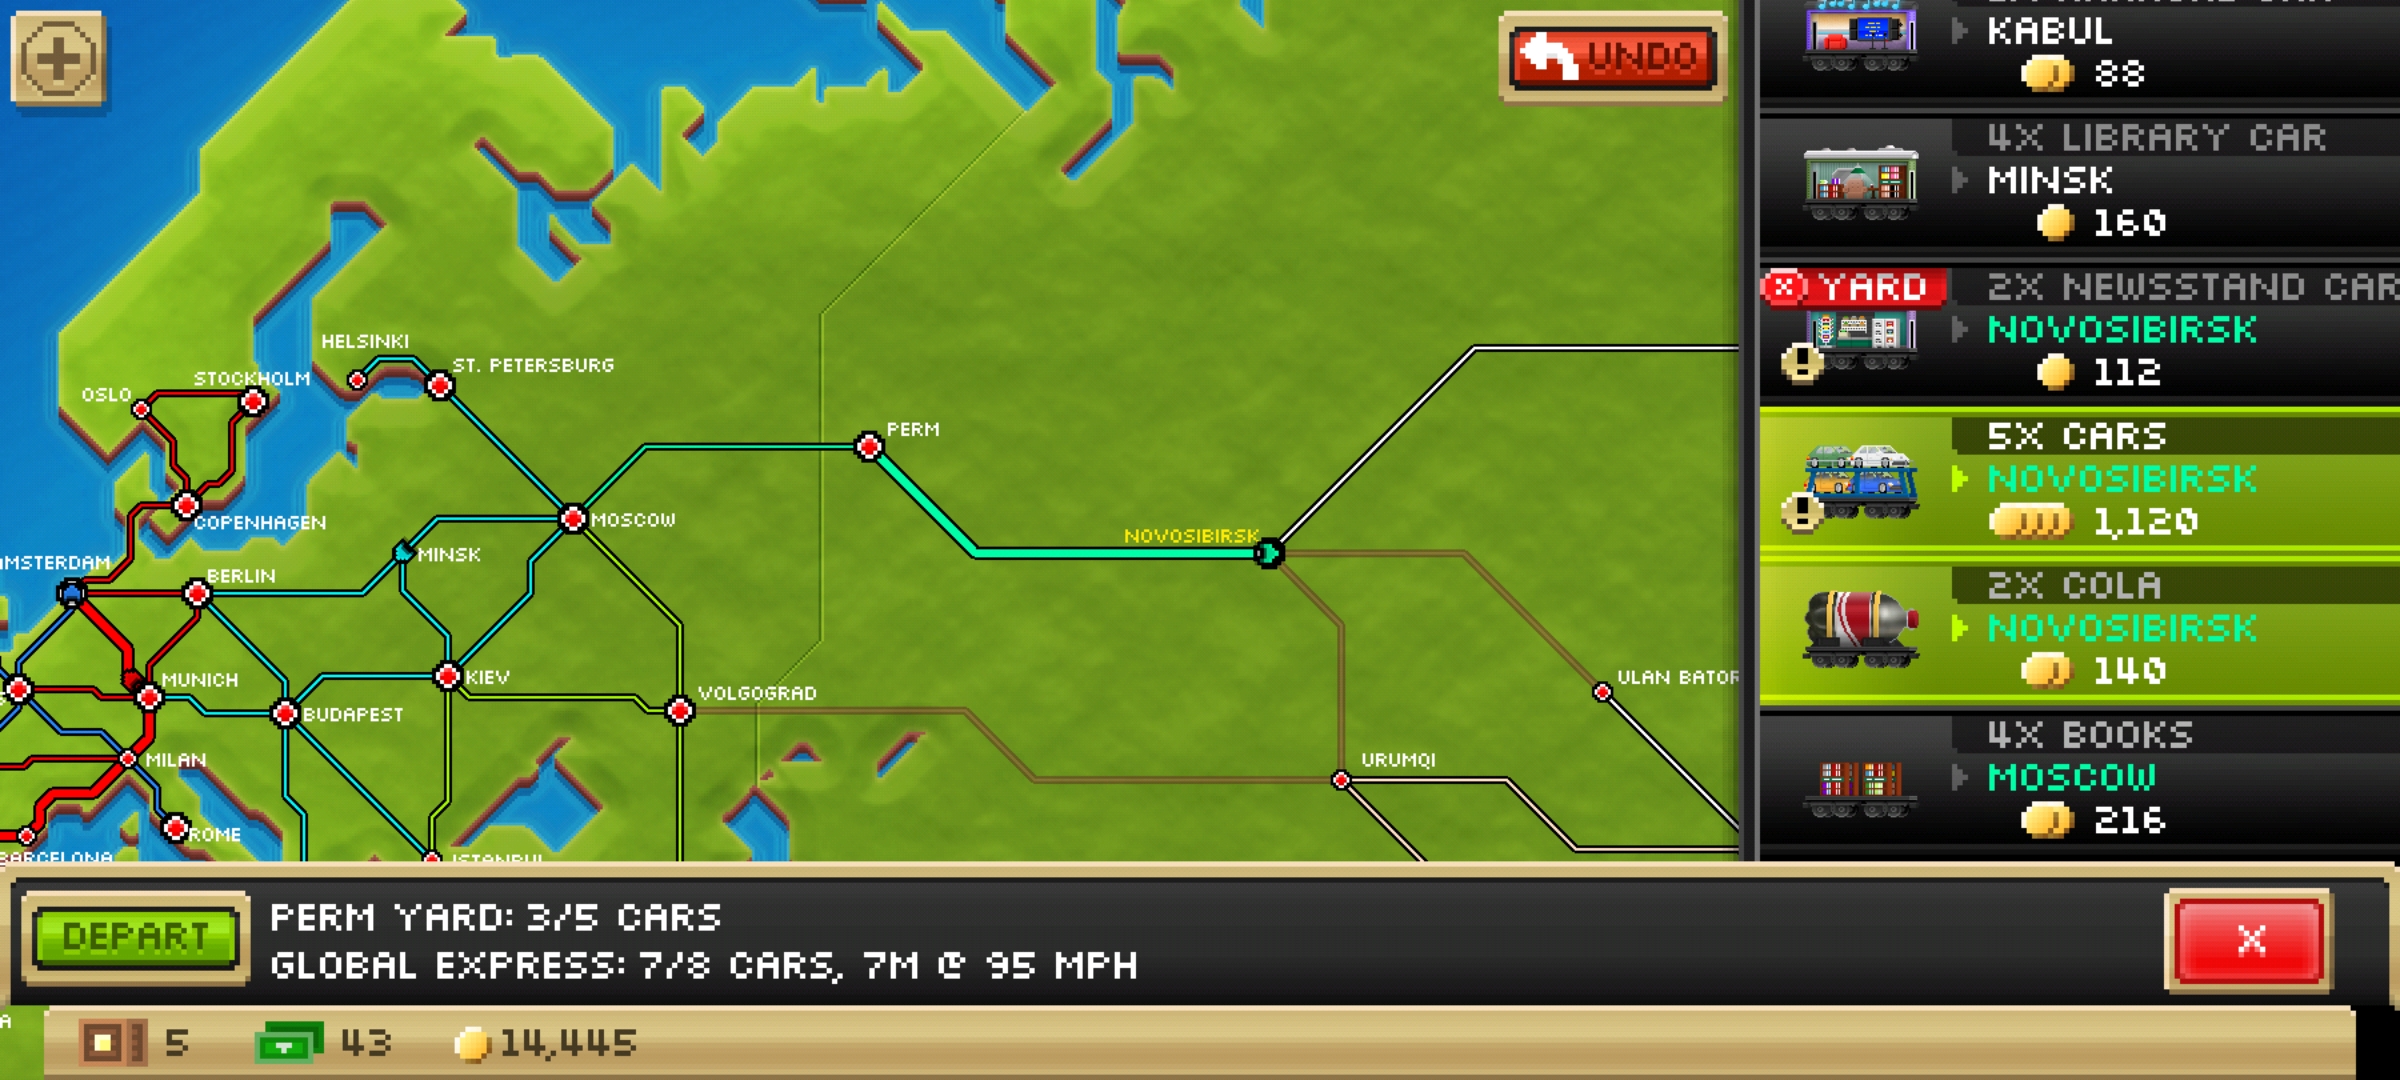 UNDO
KABUL
88
4X LIBRARY CAR
MINSK
160
YARD
2X NEWSSTAND CAR
NOVOSIBIRSK
112
5X CARS
NOVOSIBIRSK
1,120
2X COLA
NOVOSIBIRSK
140
4X BOOKS
MOSCOW
216
HELSINKI
ST. PETERSBURG
STOCKHOLM
OSLO
PERM
COPENHAGEN
MOSCOW
NOVOSIBIRSK
MINSK
AMSTERDAM
BERLIN
MUNICH
KIEV
ULAN BATOR
VOLGOGRAD
BUDAPEST
MILAN
URUMQI
ROME
BARCELONA
ISTANBUL
DEPART
PERM YARD: 3/5 CARS
GLOBAL EXPRESS: 7/8 CARS, 7M @ 95 MPH
X
A
5
43
14,445